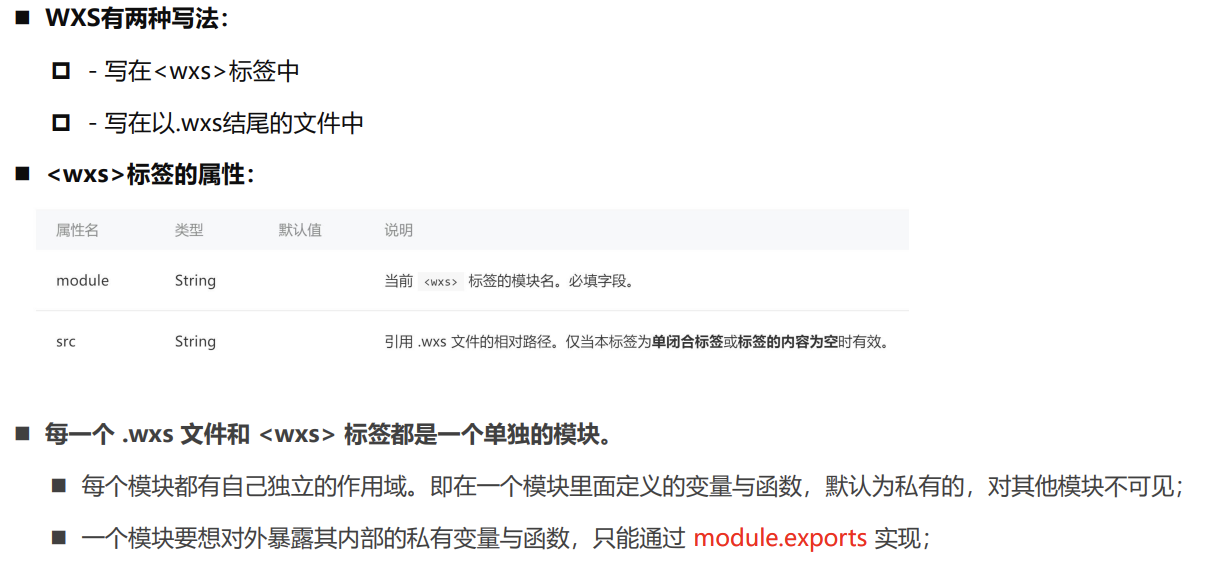 WXS有两种写法：
- 写在<wxs>标签中
- 写在以.wxs结尾的文件中
<wxs>标签的属性：
属性名 类型 默认值 说明
module String 当前 <wxs> 标签的模块名。必填字段。
src String 引用 .wxs 文件的相对路径。仅当本标签为单闭合标签或标签的内容为空时有效。
每一个 .wxs 文件和 <wxs> 标签都是一个单独的模块。
每个模块都有自己独立的作用域。即在一个模块里面定义的变量与函数，默认为私有的，对其他模块不可见；
一个模块要想对外暴露其内部的私有变量与函数，只能通过 module.exports 实现；